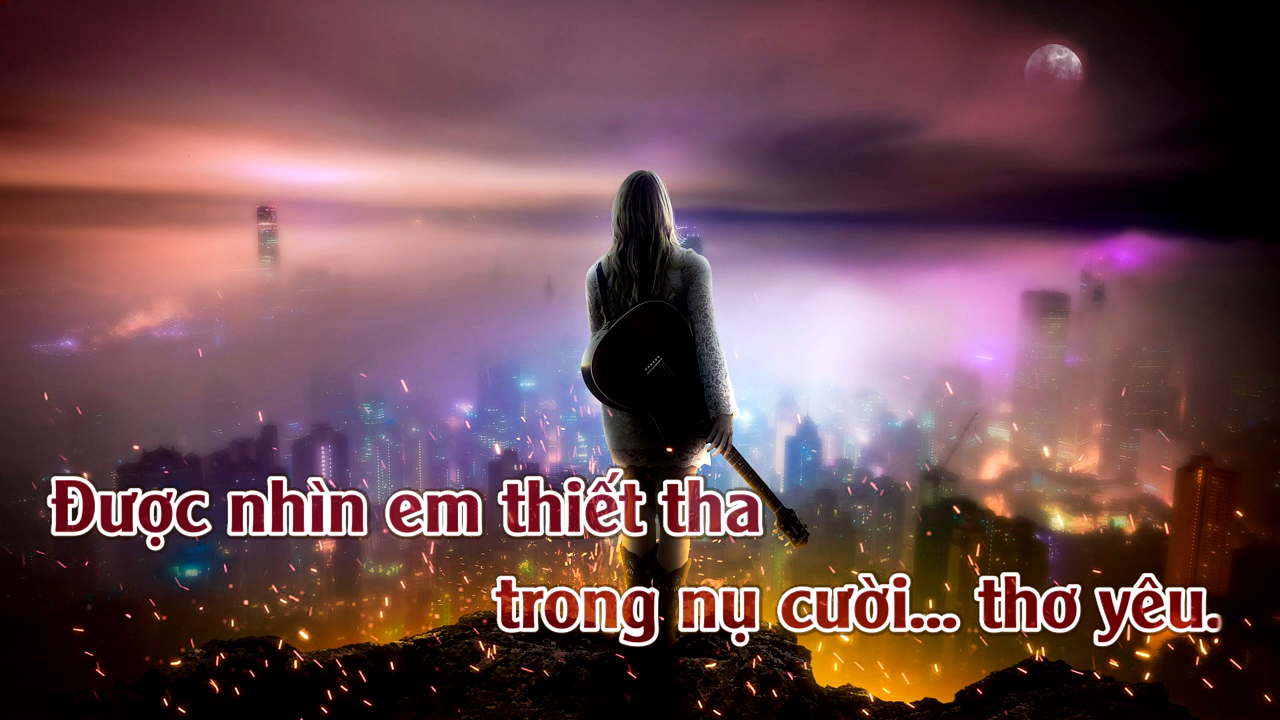 Được nhìn em thiết tha
trong nụ cười... thơ yêu.